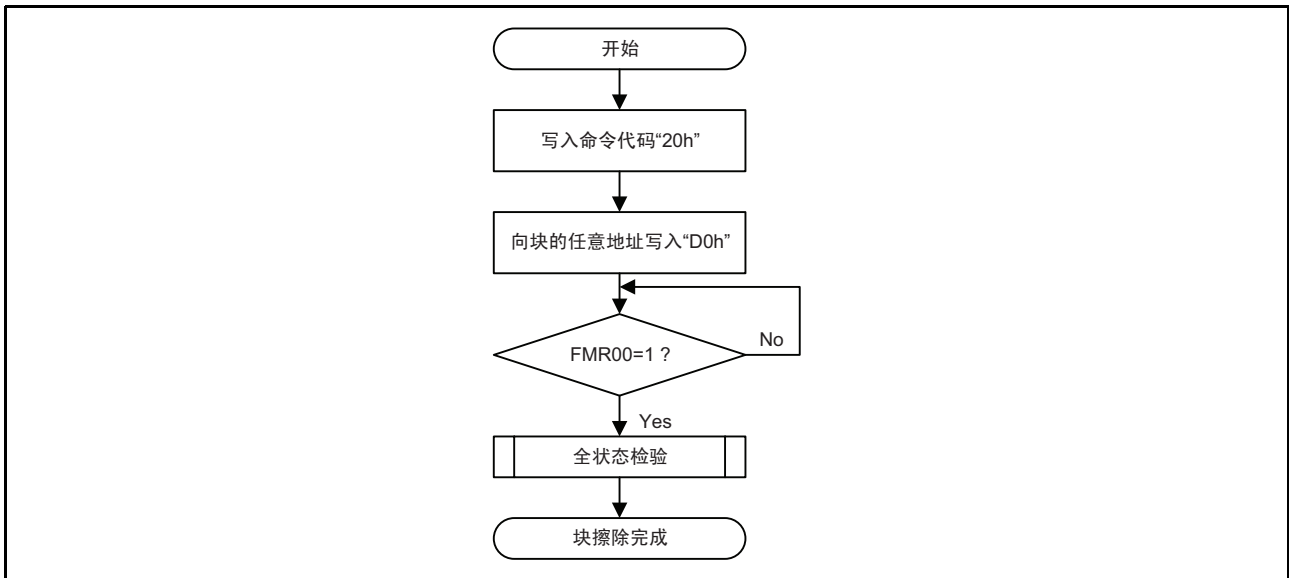 开始
写入命令代码“20h”
向块的任意地址写入“D0h”
FMR00=1 ?
No
Yes
全状态检验
块擦除完成